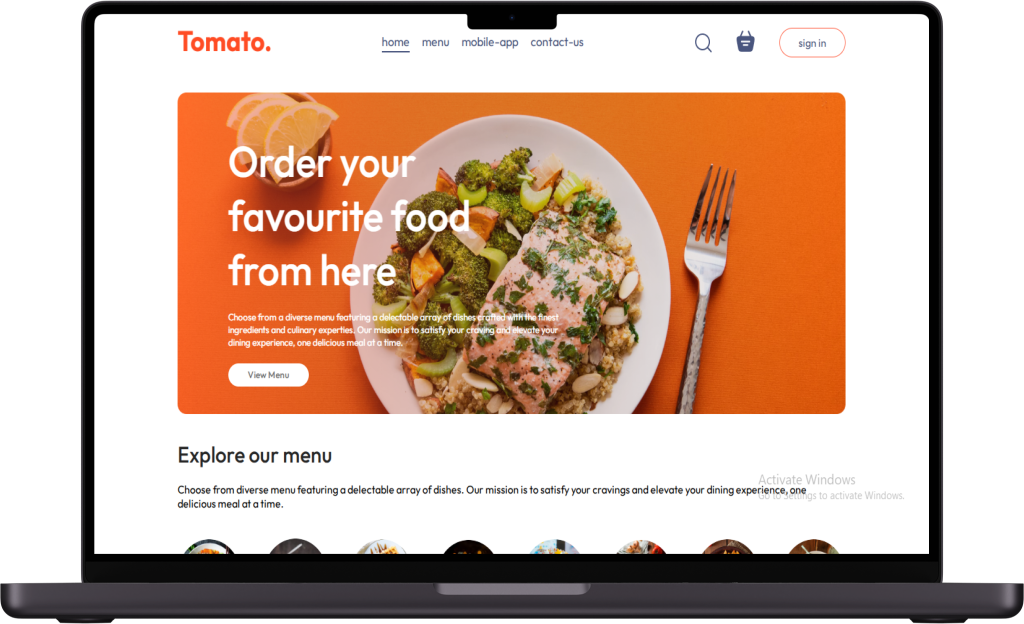 Tomato.
home menu mobile-app contact-us
sign in
Order your
favourite food
from here
Choose from a diverse menu featuring a delectable array of dishes crafted with the finest
ingredients and culinary experties. Our mission is to satisfy your craving and elevate your
dining experience, one delicious meal at a time.
View Menu
Explore our menu
Choose from diverse menu featuring a delectable array of dishes. Our mission is to satisfy your cravings and elevate your dining experience, one
delicious meal at a time.
Activate Windows
Go to Settings to activate Windows.